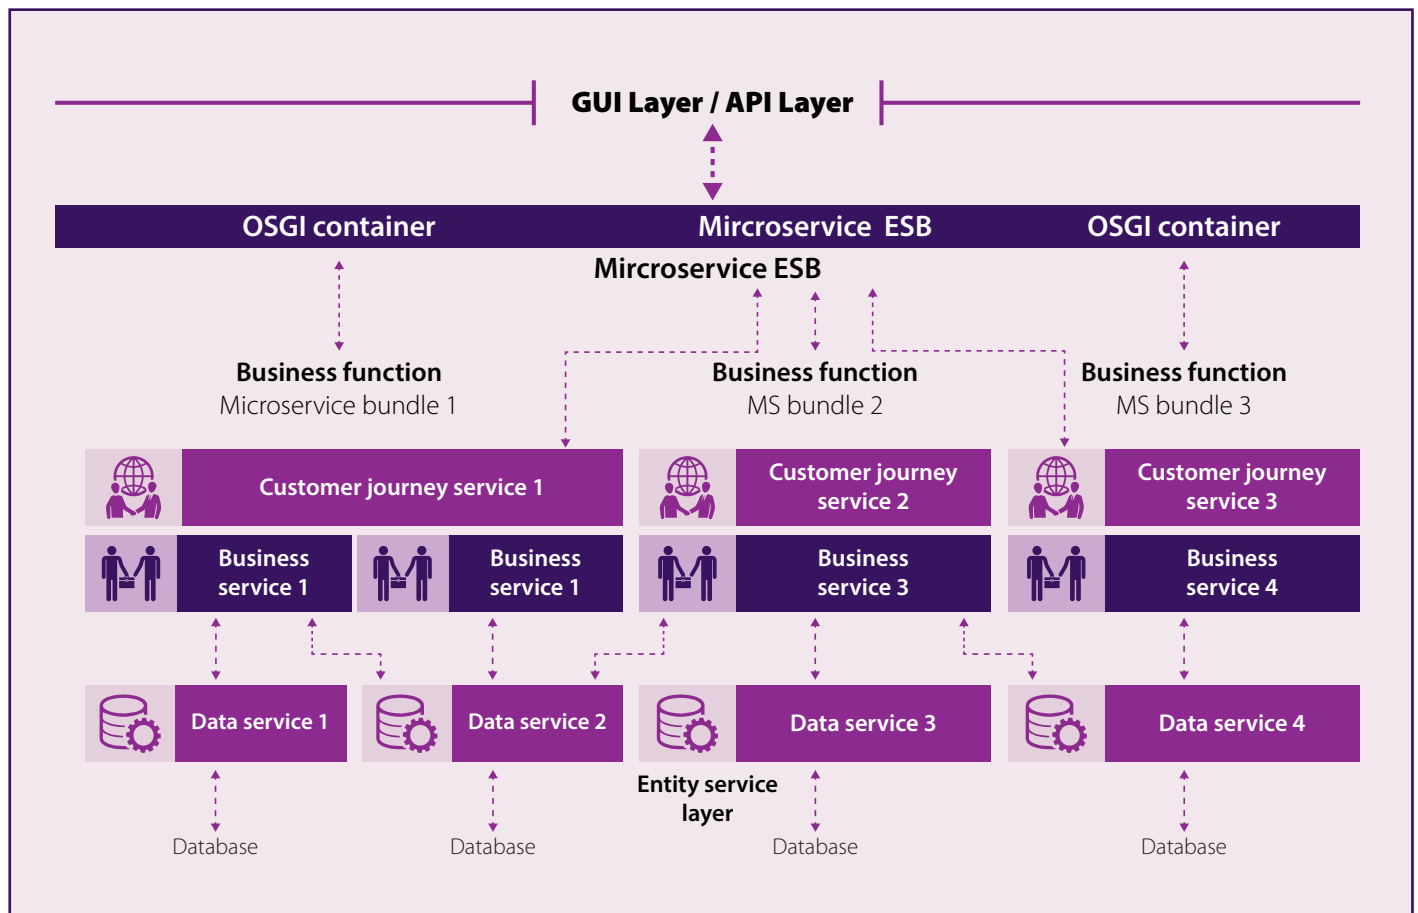 GUI Layer / API Layer
OSGI container
Mircroservice ESB
OSGI container
Mircroservice ESB
Business function
Microservice bundle 1
Business function
MS bundle 2
Business function
MS bundle 3
Customer journey service 1
Customer journey
service 2
Customer journey
service 3
Business
service 1
Business
service 1
Business
service 3
Business
service 4
Data service 1
Data service 2
Data service 3
Data service 4
Entity service
layer
Database
Database
Database
Database